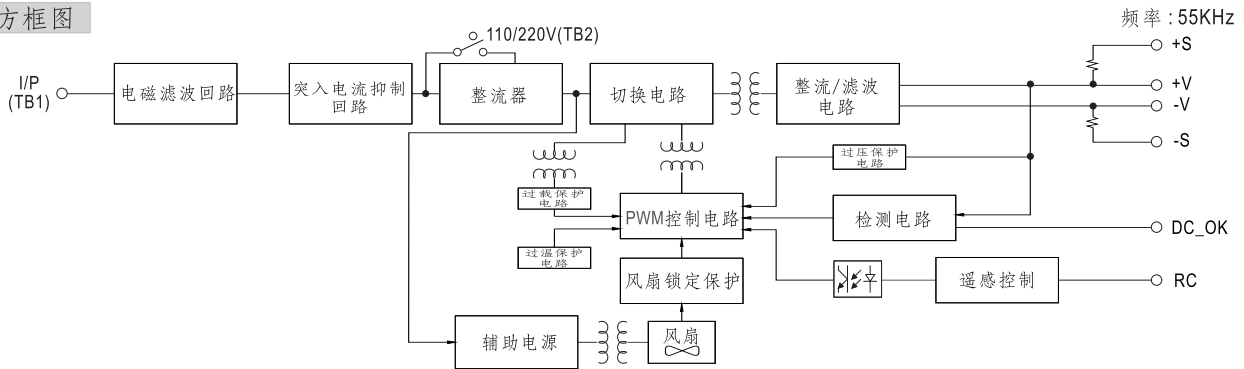 方框图
频率 : 55KHz
110/220V(TB2)
I/P
(TB1)
电磁滤波回路
突入电流抑制
回路
整流器
切换电路
整流/滤波
电路
+S
+V
-V
-S
过压保护
电路
过载保护
电路
PWM控制电路
检测电路
DC_OK
过温保护
电路
风扇锁定保护
遥感控制
RC
辅助电源
风扇